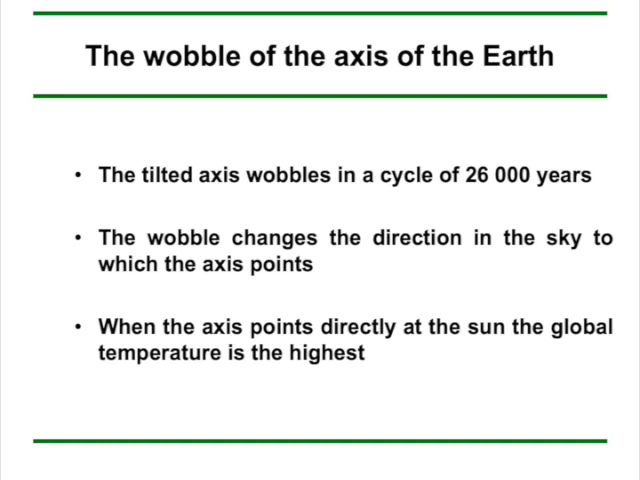 The wobble of the axis of the Earth
• The tilted axis wobbles in a cycle of 26 000 years
• The wobble changes the direction in the sky to
which the axis points
• When the axis points directly at the sun the global
temperature is the highest